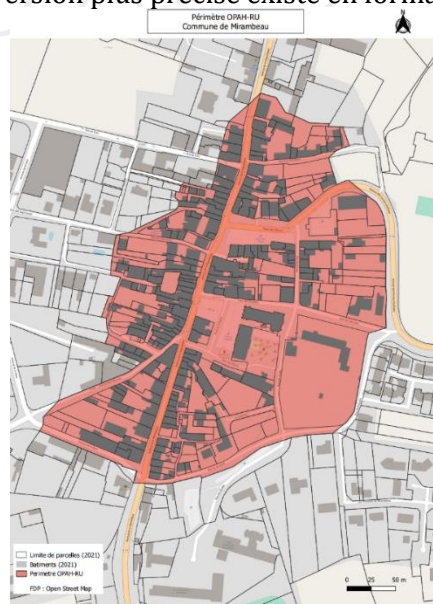 ersion plus précise existe en forma
Périmètre OPAH-RU
Commune de Mirambeau
N
Limite de parcelles (2021)
Batiments (2021)
Périmetre OPAH-RU
FDP : Open Street Map
0 25 50 m